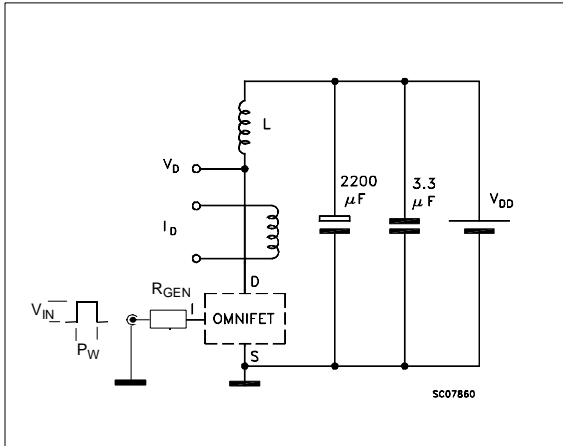 L
V_D
2200 μF
3.3 μF
V_DD
I_D
D
R_GEN
I
V_IN
OMNIFET
P_W
S
SC07860